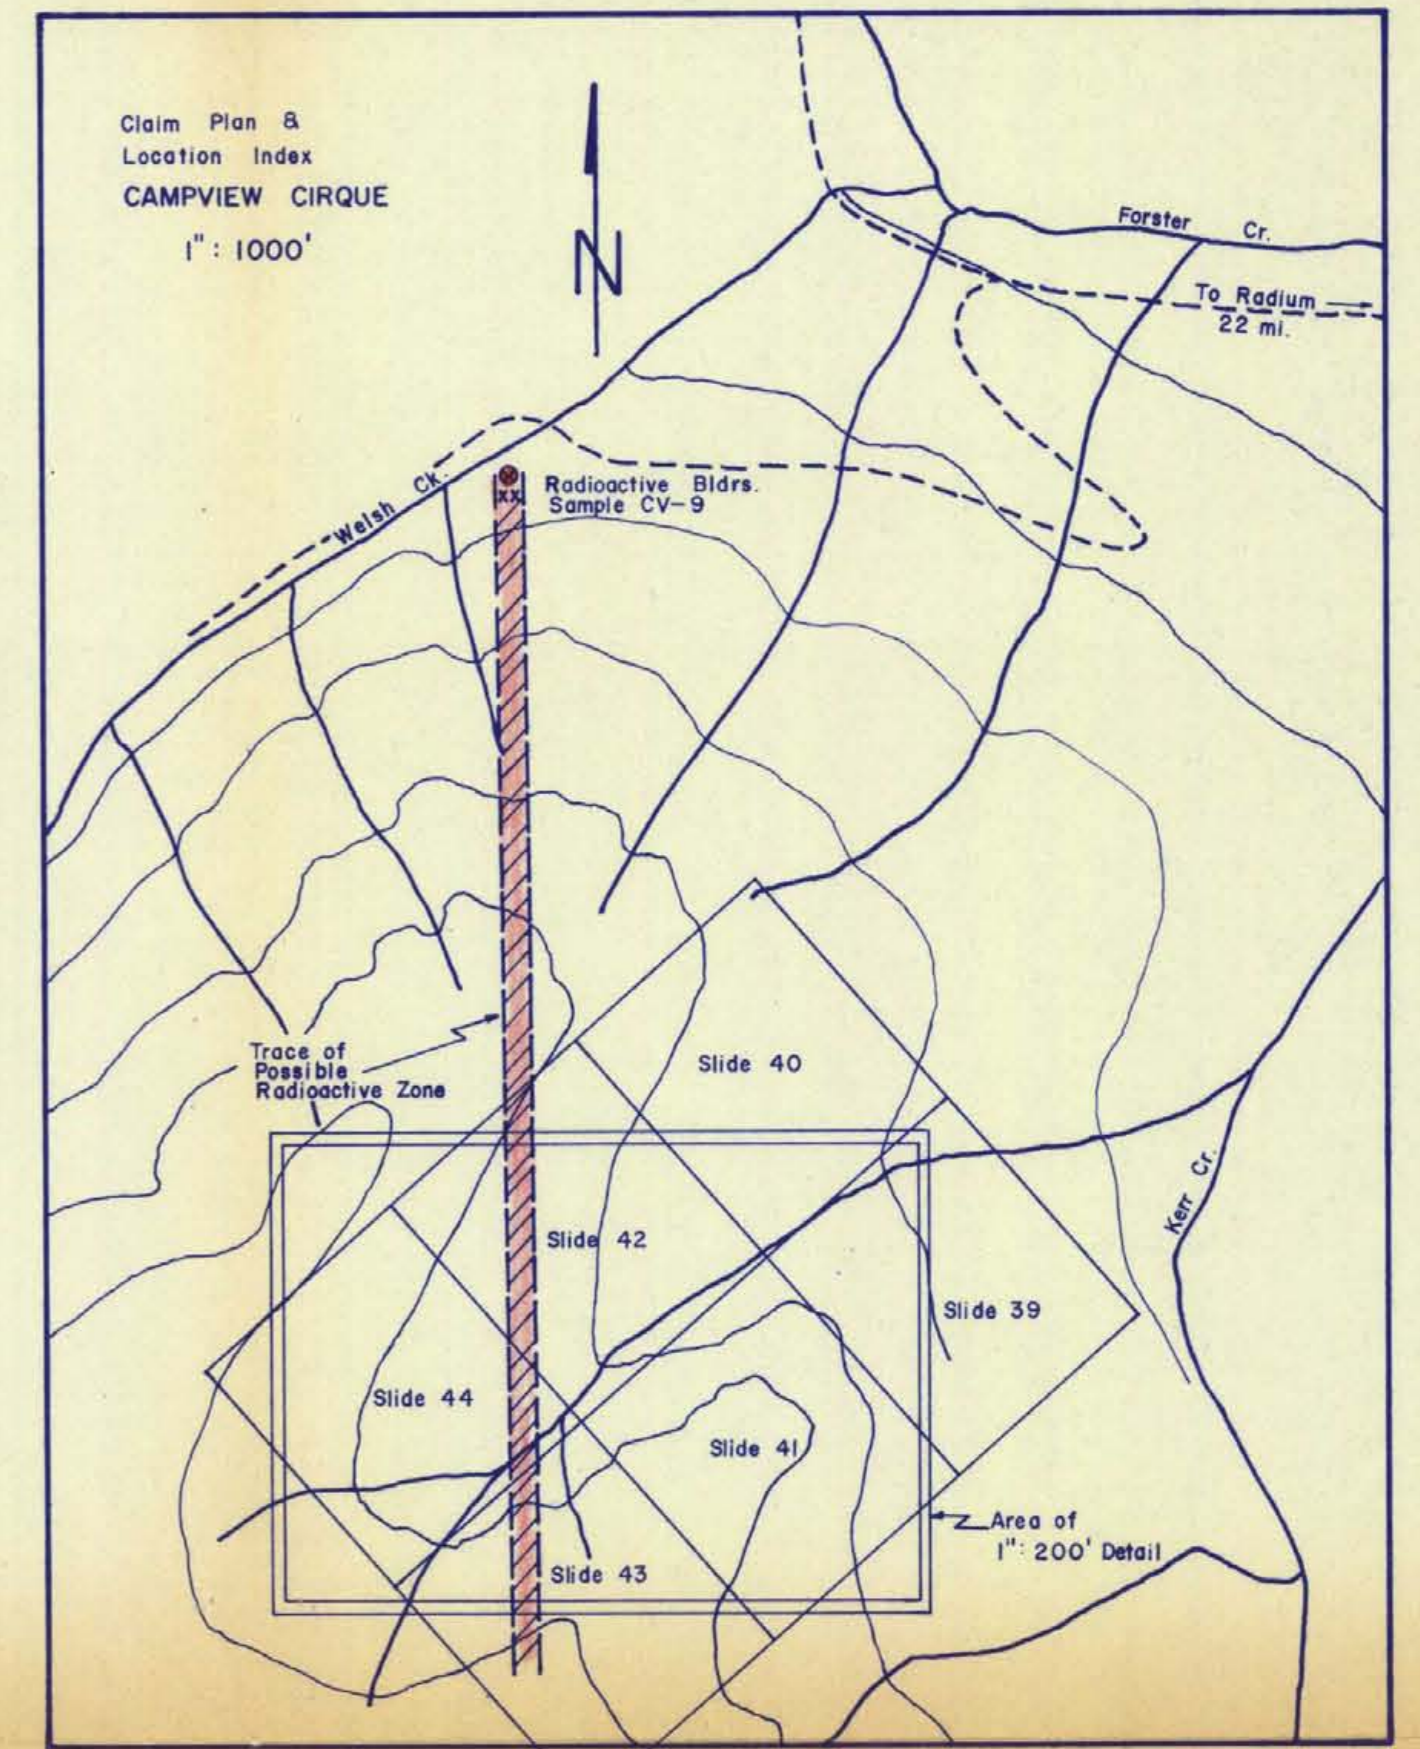 Claim Plan &
Location Index
CAMPVIEW CIRQUE
1" : 1000'
N
Forster Cr.
To Radium
22 mi.
Welsh Ck.
xx
Radioactive Bldrs.
Sample CV-9
Trace of
Possible
Radioactive Zone
Slide 40
Slide 42
Kerr Cr.
Slide 39
Slide 44
Slide 41
Area of
1" : 200' Detail
Slide 43